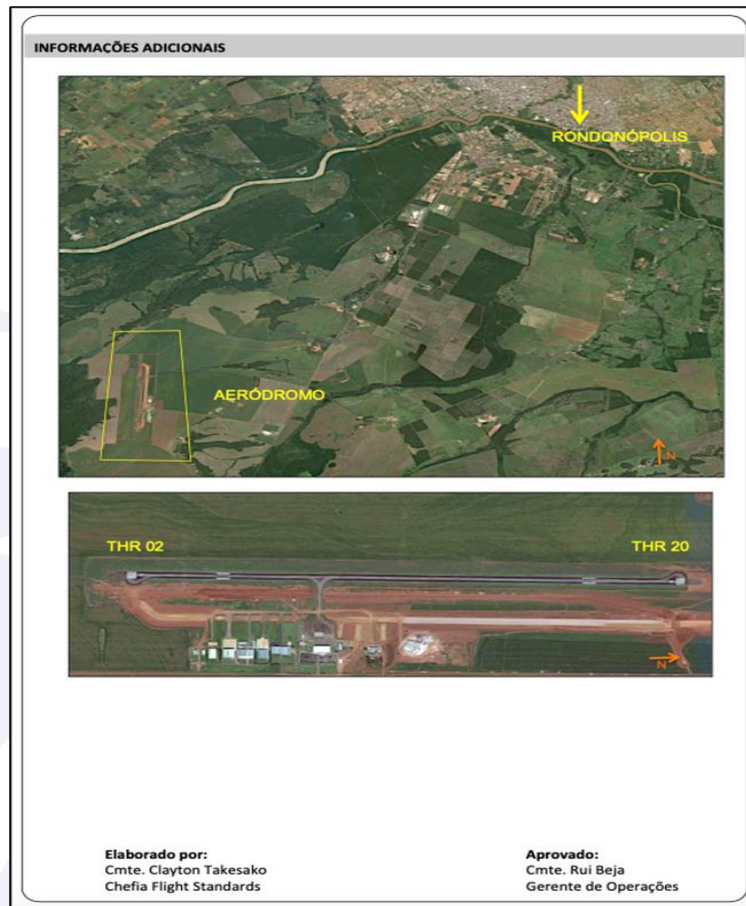 INFORMAÇÕES ADICIONAIS
RONDONÓPOLIS
AERÓDROMO
N
THR 02 THR 20
N
Elaborado por: Aprovado:
Cmte. Clayton Takesako Cmte. Rui Beja
Chefia Flight Standards Gerente de Operações